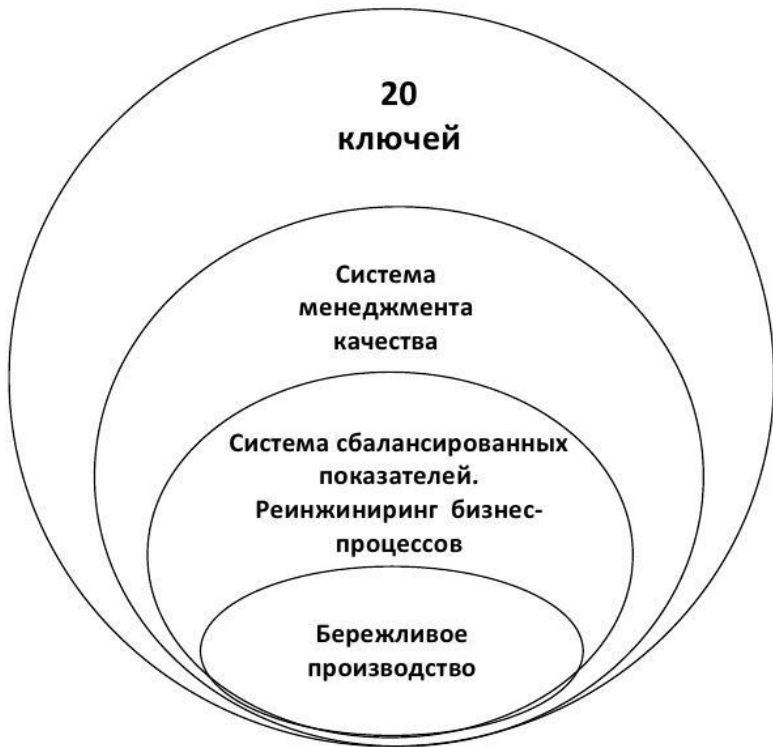 20
ключей
Система
менеджмента
качества
Система сбалансированных
показателей.
Реинжиниринг бизнес-
процессов
Бережливое
производство